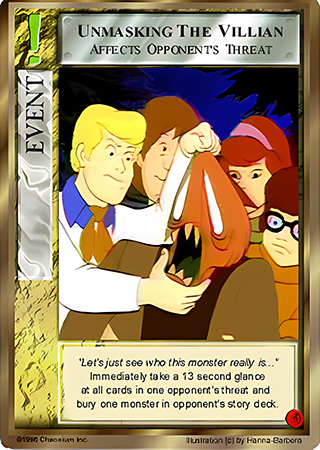 UNMASKING THE VILLIAN
AFFECTS OPPONENT'S THREAT
EVENT
"Let's just see who this monster really is..."
Immediately take a 13 second glance
at all cards in one opponent's threat and
bury one monster in opponent's story deck.
©1996 Chaosium Inc.
Illustration (c) by Hanna-Barbera